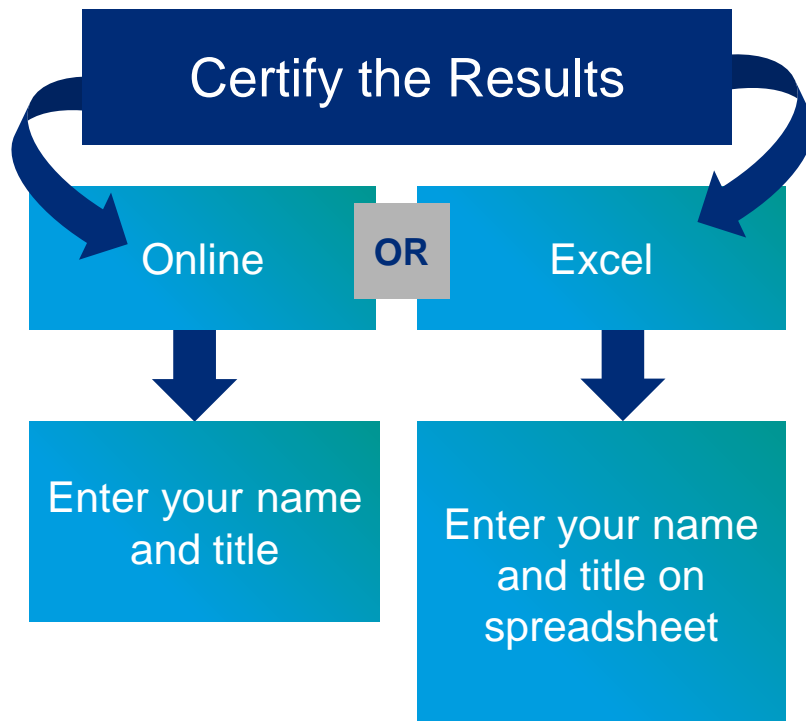 Certify the Results
Online
OR
Excel
Enter your name
and title
Enter your name
and title on
spreadsheet